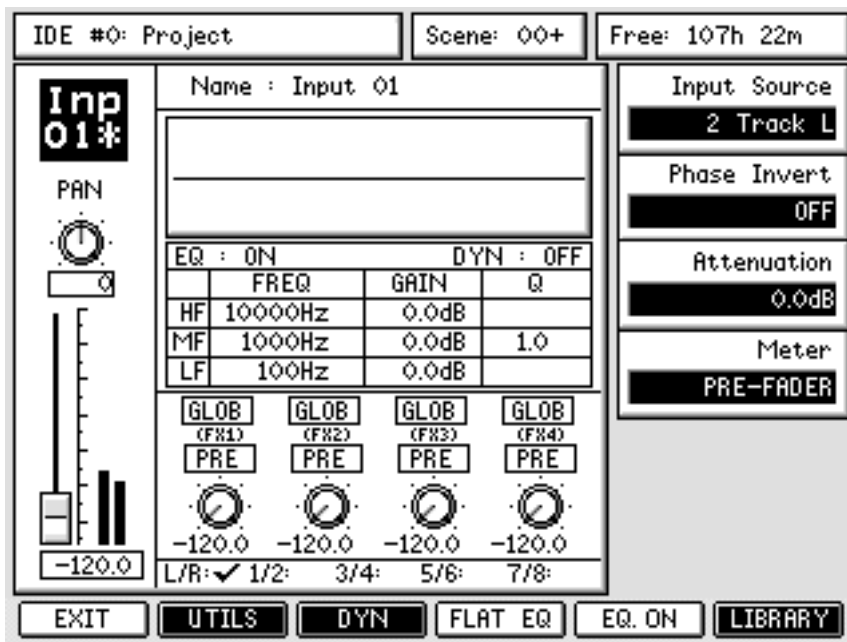 IDE #0: Project
Scene: 00+
Free: 107h 22m
Inp
01*
Name : Input 01
PAN
0
EQ : ON DYN : OFF
FREQ GAIN Q
HF 10000Hz 0.0dB
MF 1000Hz 0.0dB 1.0
LF 100Hz 0.0dB
GLOB GLOB GLOB GLOB
(FX1) (FX2) (FX3) (FX4)
PRE PRE PRE PRE
-120.0 -120.0 -120.0 -120.0
-120.0
L/R:✓ 1/2: 3/4: 5/6: 7/8:
Input Source
2 Track L
Phase Invert
OFF
Attenuation
0.0dB
Meter
PRE-FADER
EXIT UTILS DYN FLAT EQ EQ. ON LIBRARY